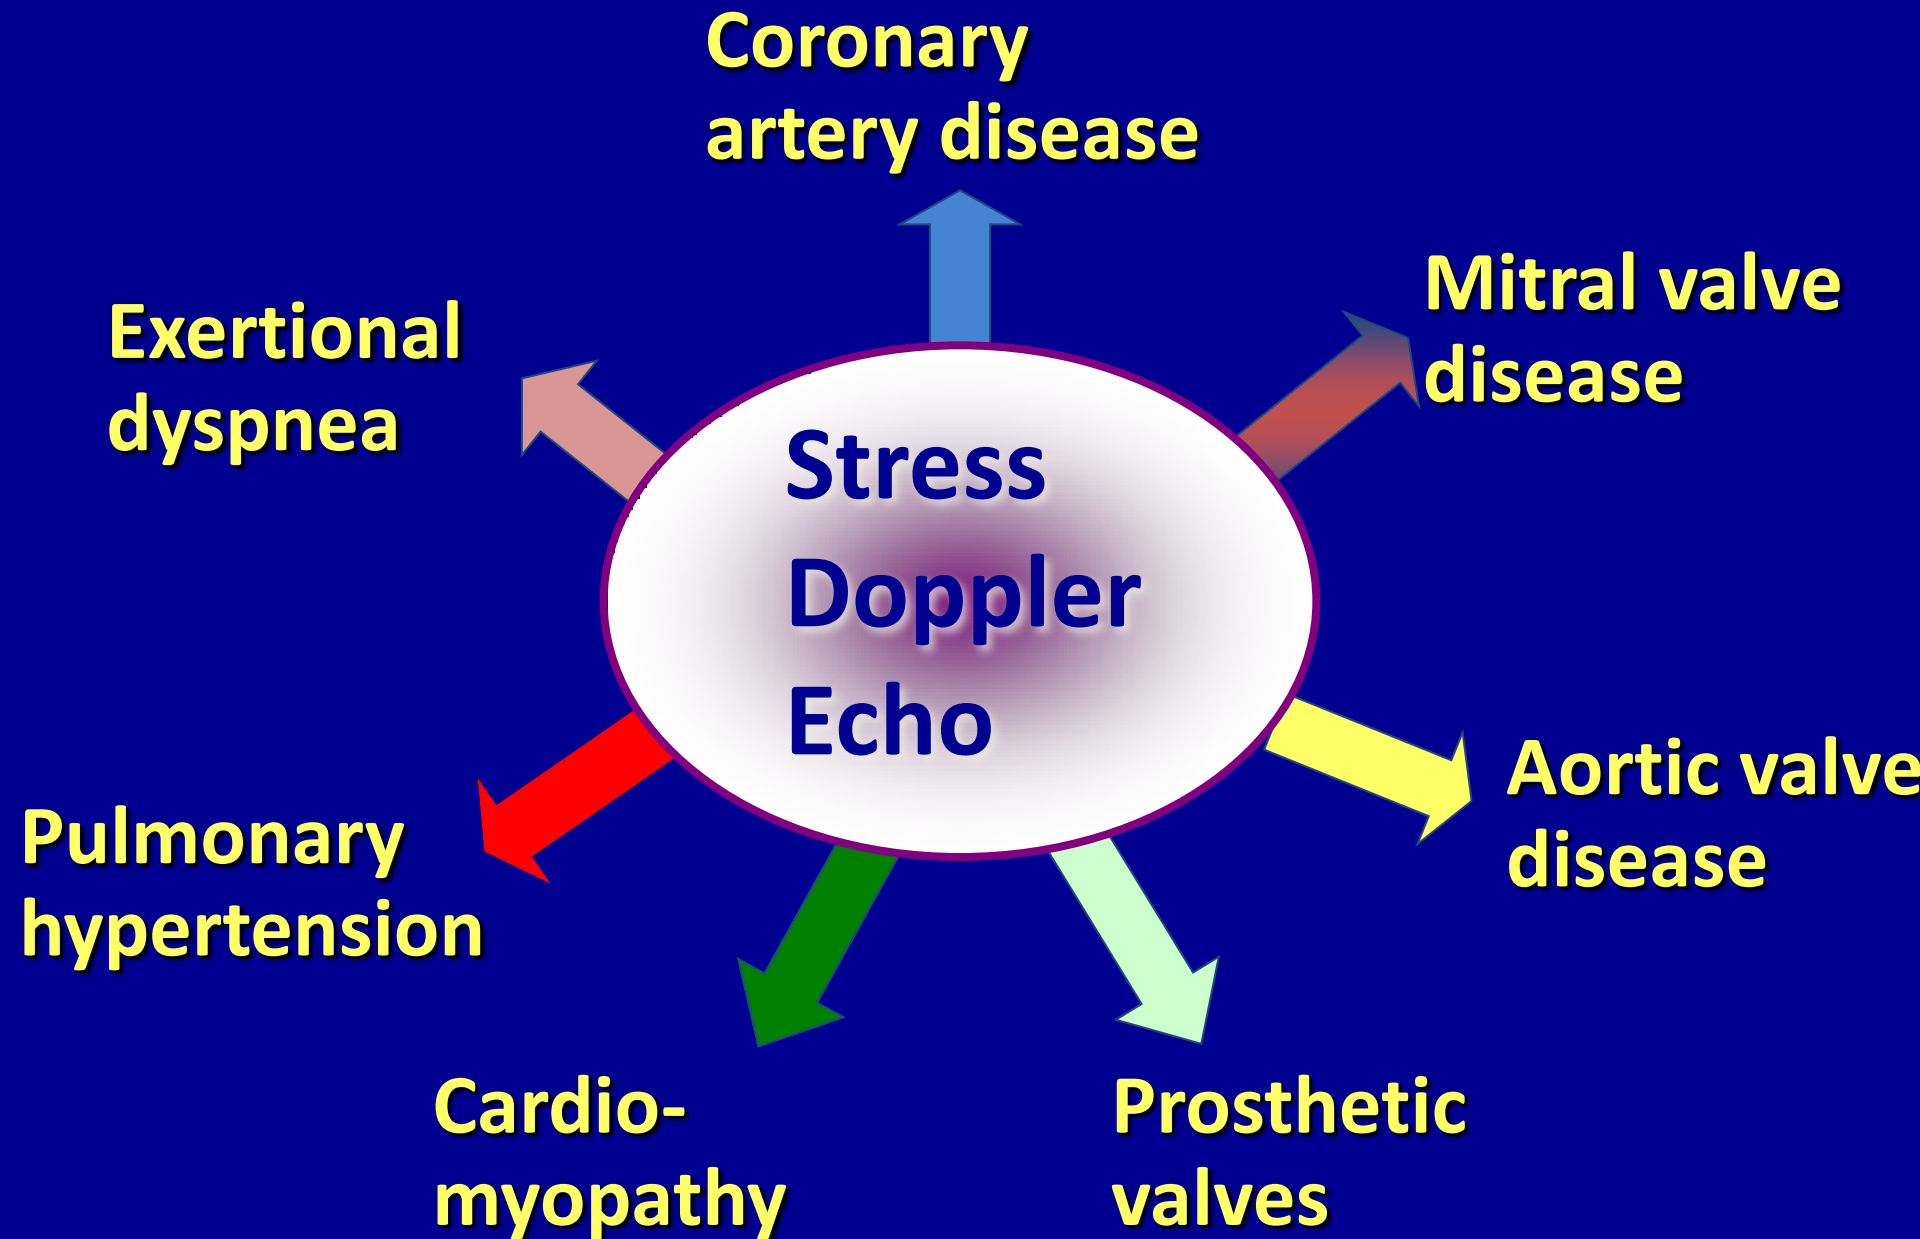 Coronary
artery disease
Mitral valve
disease
Exertional
dyspnea
Stress
Doppler
Echo
Aortic valve
disease
Pulmonary
hypertension
Cardio-
myopathy
Prosthetic
valves